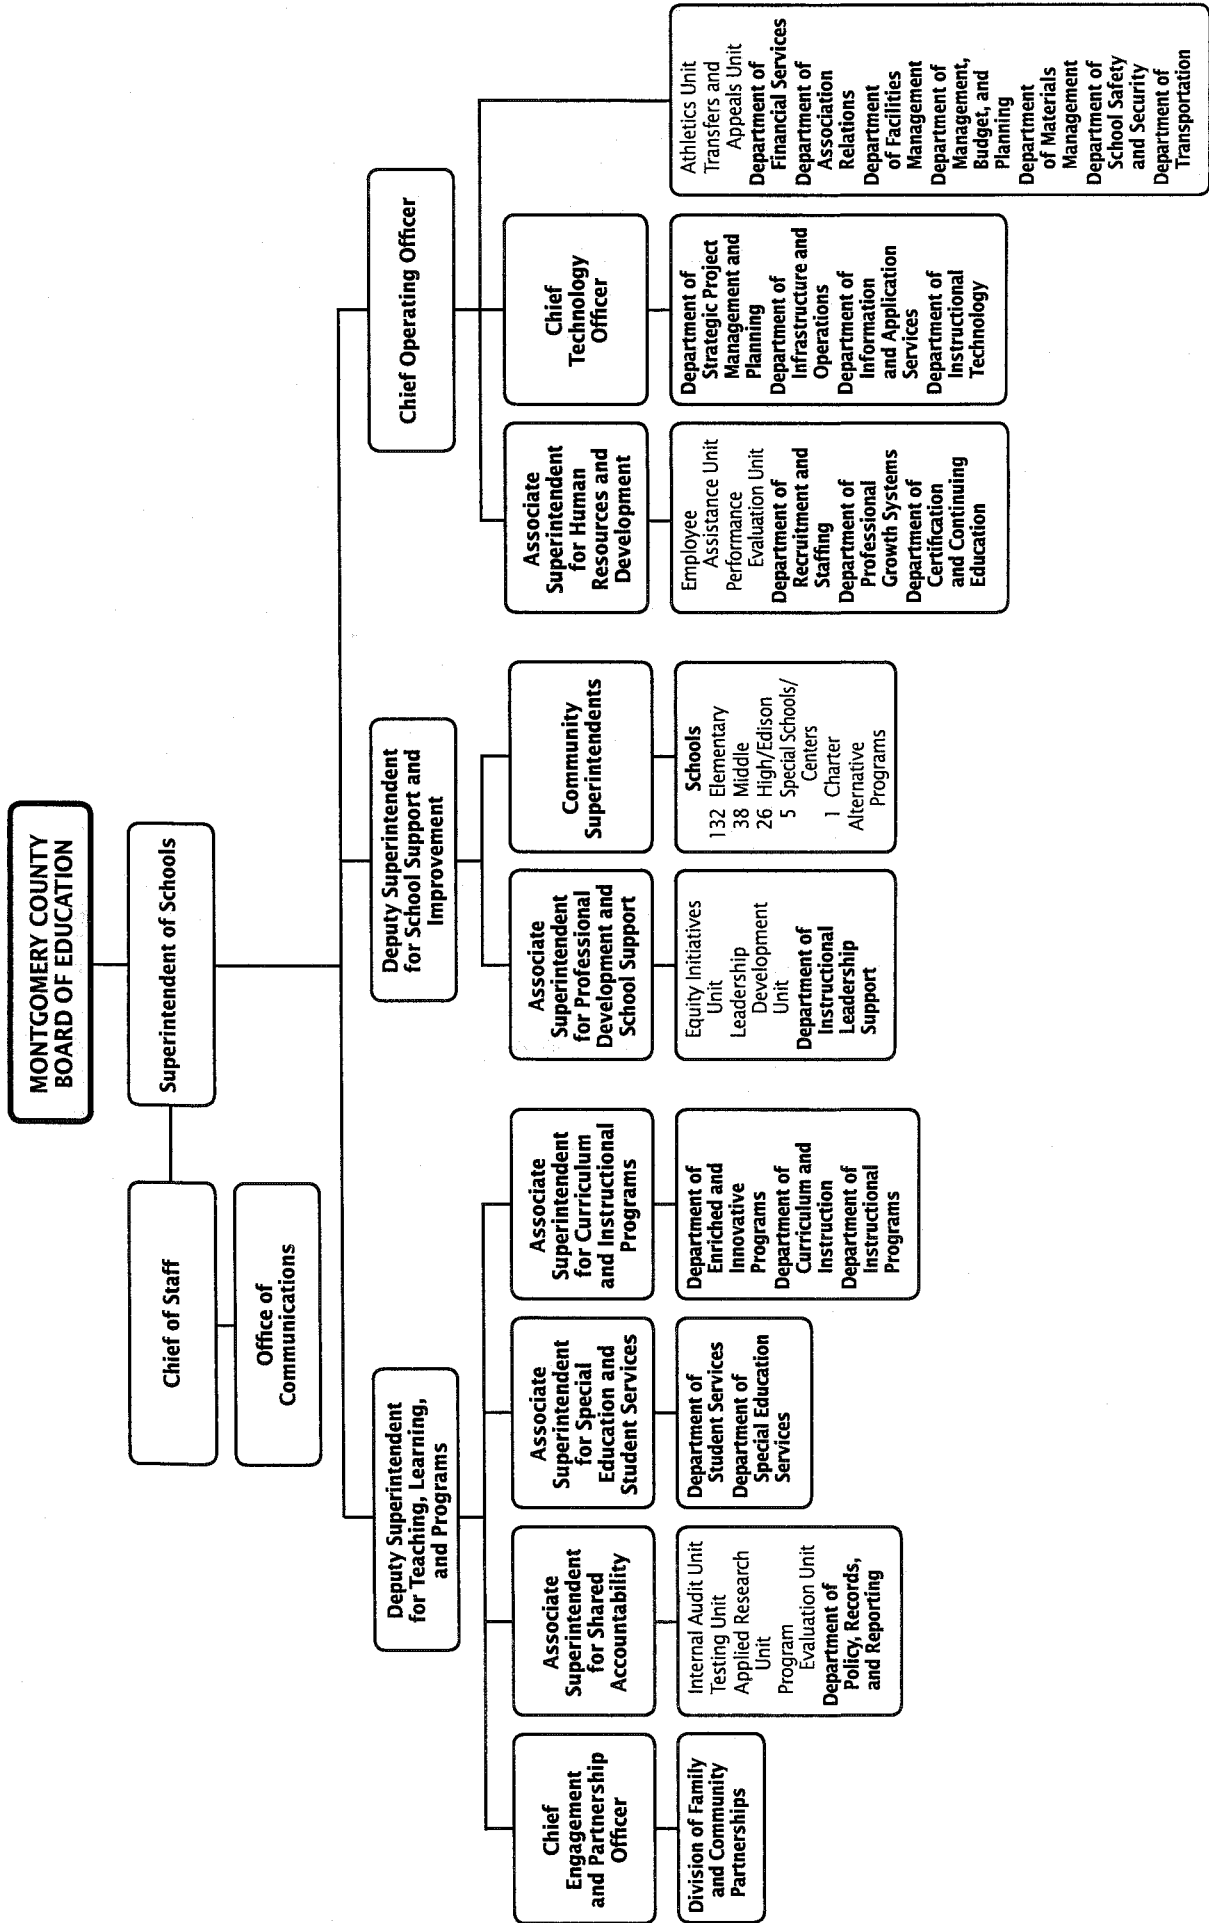 MONTGOMERY COUNTY
BOARD OF EDUCATION
Superintendent of Schools
Chief of Staff
Office of
Communications
Deputy Superintendent
for Teaching, Learning,
and Programs
Deputy Superintendent
for School Support and
Improvement
Chief Operating Officer
Chief
Engagement
and Partnership
Officer
Associate
Superintendent
for Shared
Accountability
Associate
Superintendent
for Special
Education and
Student Services
Associate
Superintendent
for Curriculum
and Instructional
Programs
Associate
Superintendent
for Professional
Development and
School Support
Community
Superintendents
Associate
Superintendent
for Human
Resources and
Development
Chief
Technology
Officer
Division of Family
and Community
Partnerships
Internal Audit Unit
Testing Unit
Applied Research
Unit
Program
Evaluation Unit
Department of
Policy, Records,
and Reporting
Department of
Student Services
Department of
Special Education
Services
Department of
Enriched and
Innovative
Programs
Department of
Curriculum and
Instruction
Department of
Instructional
Programs
Equity Initiatives
Unit
Leadership
Development
Unit
Department of
Instructional
Leadership
Support
Schools
132 Elementary
38 Middle
26 High/Edison
5 Special Schools/
Centers
1 Charter
Alternative
Programs
Employee
Assistance Unit
Performance
Evaluation Unit
Department of
Recruitment and
Staffing
Department of
Professional
Growth Systems
Department of
Certification
and Continuing
Education
Department of
Strategic Project
Management and
Planning
Department of
Infrastructure and
Operations
Department of
Information
and Application
Services
Department of
Instructional
Technology
Athletics Unit
Transfers and
Appeals Unit
Department of
Financial Services
Department of
Association
Relations
Department
of Facilities
Management
Department of
Management,
Budget, and
Planning
Department
of Materials
Management
Department of
School Safety
and Security
Department of
Transportation